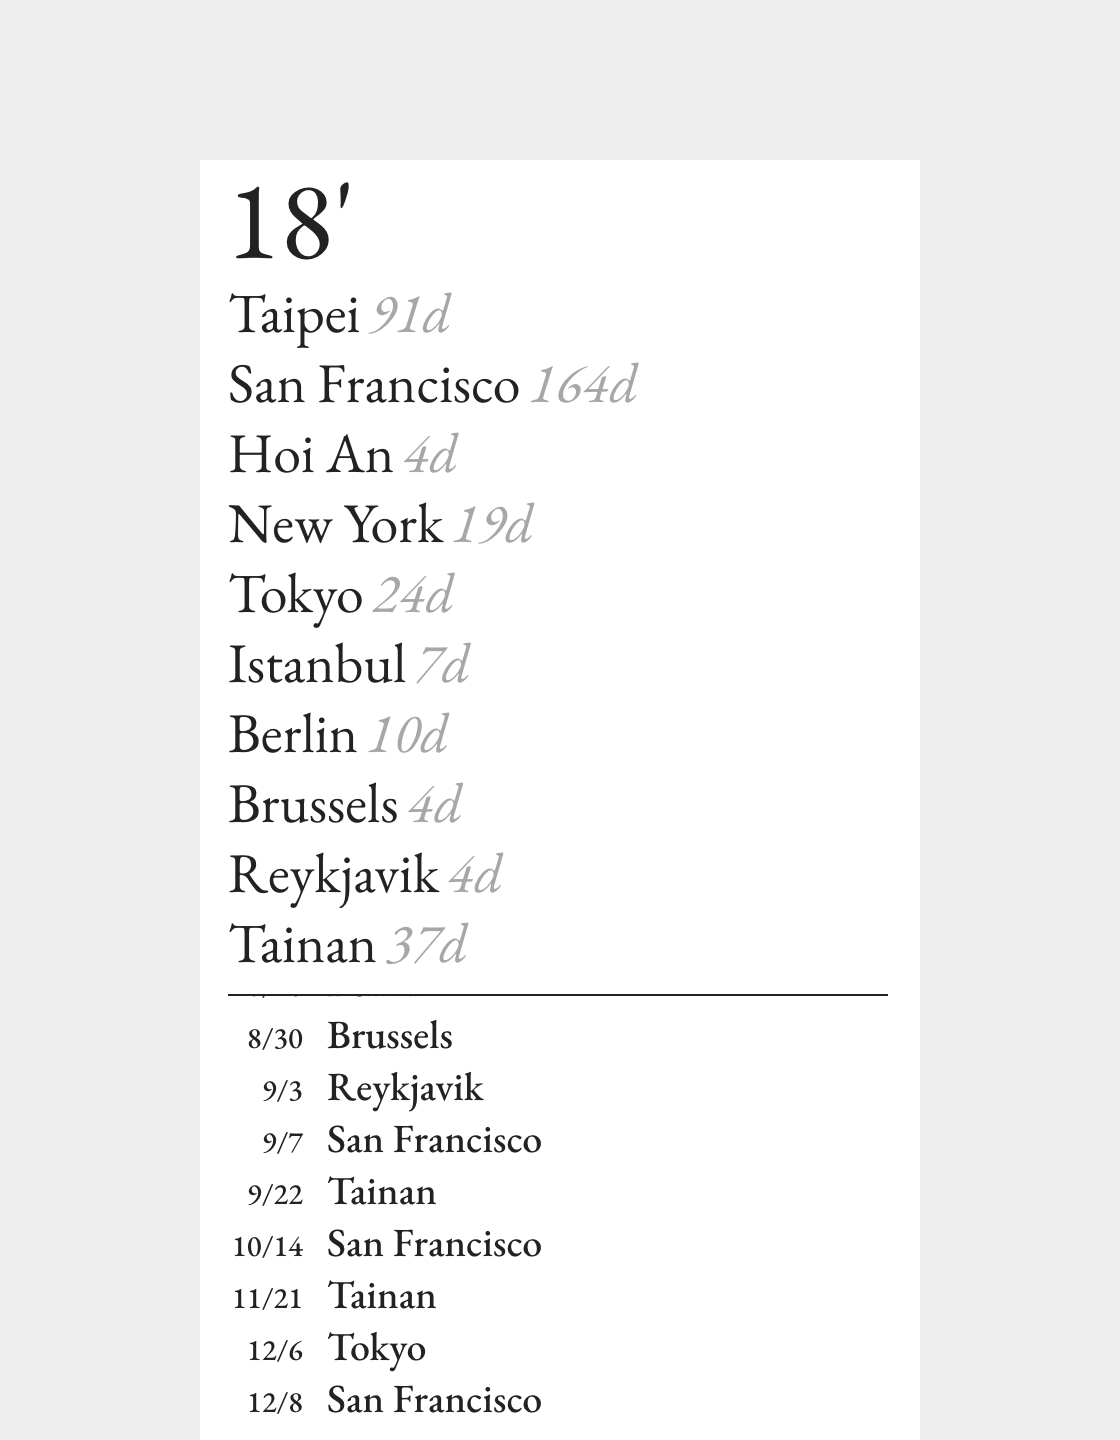 18'
Taipei 91d
San Francisco 164d
Hoi An 4d
New York 19d
Tokyo 24d
Istanbul 7d
Berlin 10d
Brussels 4d
Reykjavik 4d
Tainan 37d
8/30 Brussels
9/3 Reykjavik
9/7 San Francisco
9/22 Tainan
10/14 San Francisco
11/21 Tainan
12/6 Tokyo
12/8 San Francisco